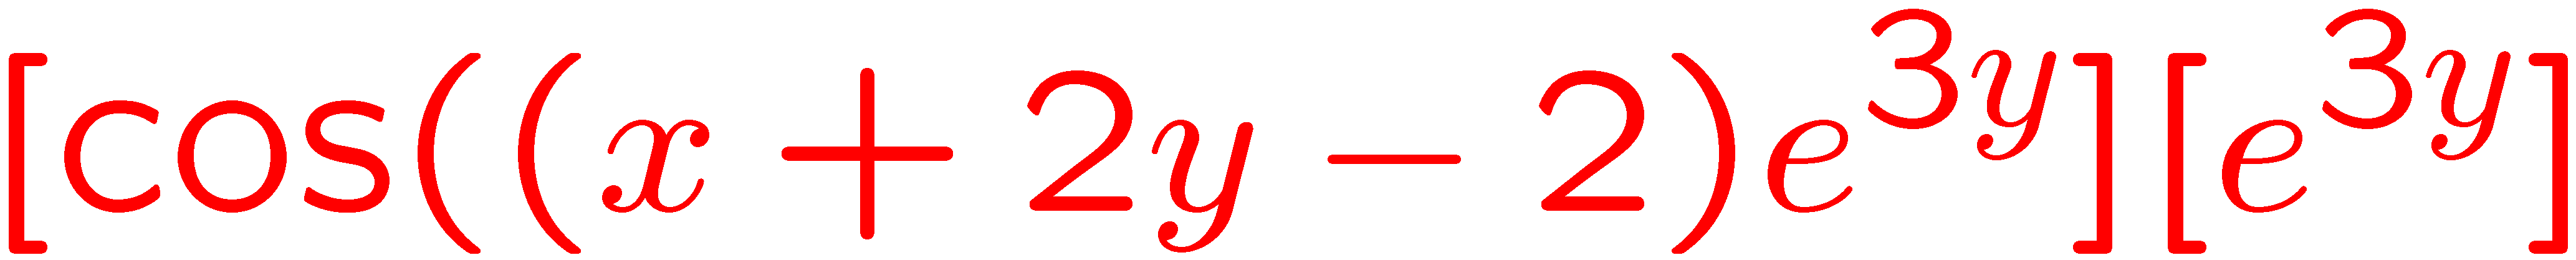 [cos((x + 2y − 2)e^{3y}][e^{3y}]